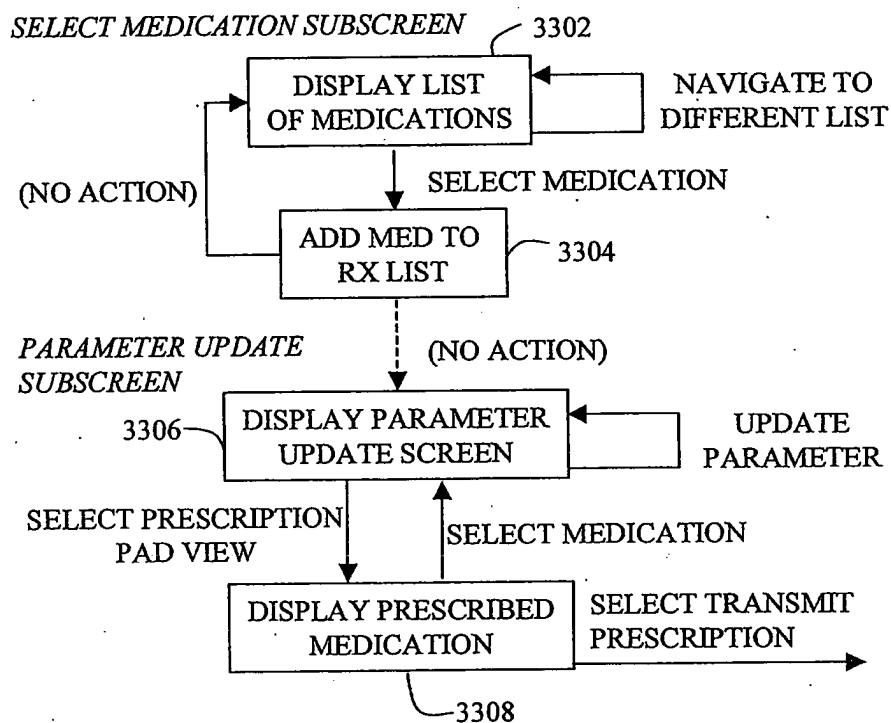 SELECT MEDICATION SUBSCREEN
3302
DISPLAY LIST
OF MEDICATIONS
NAVIGATE TO
DIFFERENT LIST
(NO ACTION)
SELECT MEDICATION
ADD MED TO
RX LIST
3304
PARAMETER UPDATE
SUBSCREEN
(NO ACTION)
3306
DISPLAY PARAMETER
UPDATE SCREEN
UPDATE
PARAMETER
SELECT PRESCRIPTION
PAD VIEW
SELECT MEDICATION
DISPLAY PRESCRIBED
MEDICATION
SELECT TRANSMIT
PRESCRIPTION
3308